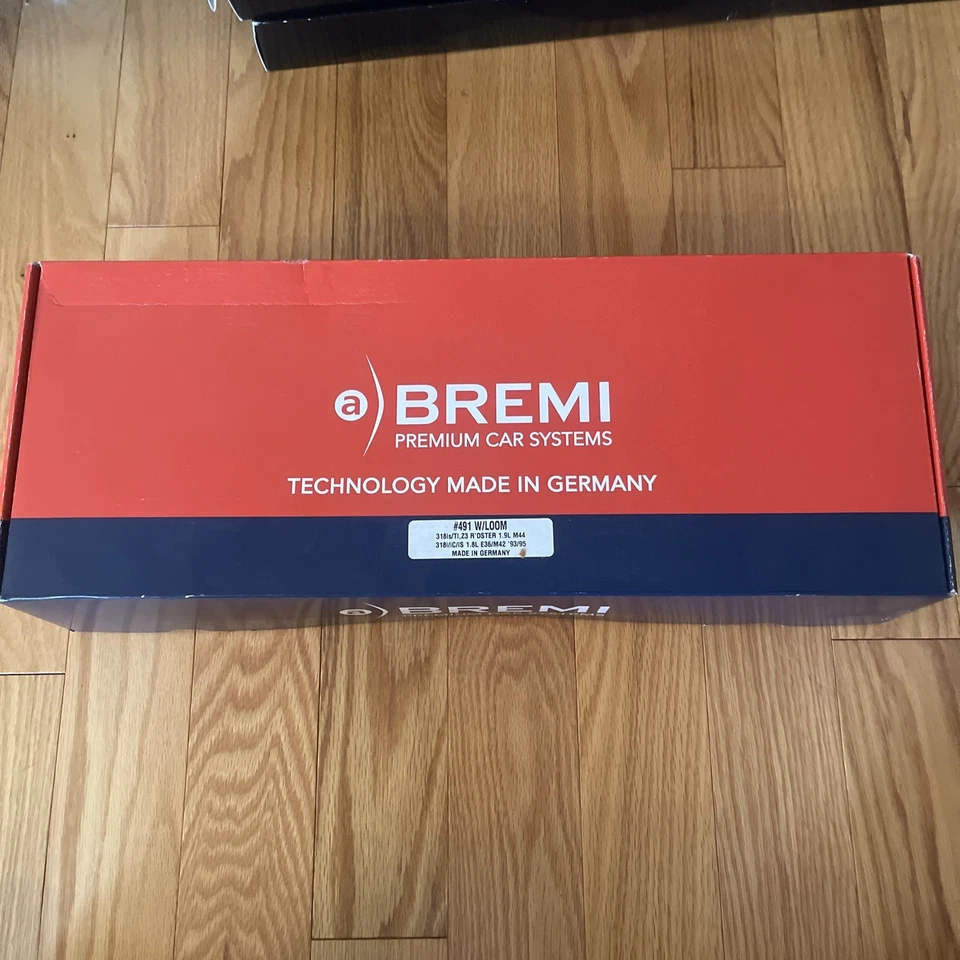 a BREMI
PREMIUM CAR SYSTEMS
TECHNOLOGY MADE IN GERMANY
#491 W/LOOM
318is/TI,Z3 R'DSTER 1.9L M44
318I/IC/IS 1.8L E36/M42 '93/95
MADE IN GERMANY
a BREMI